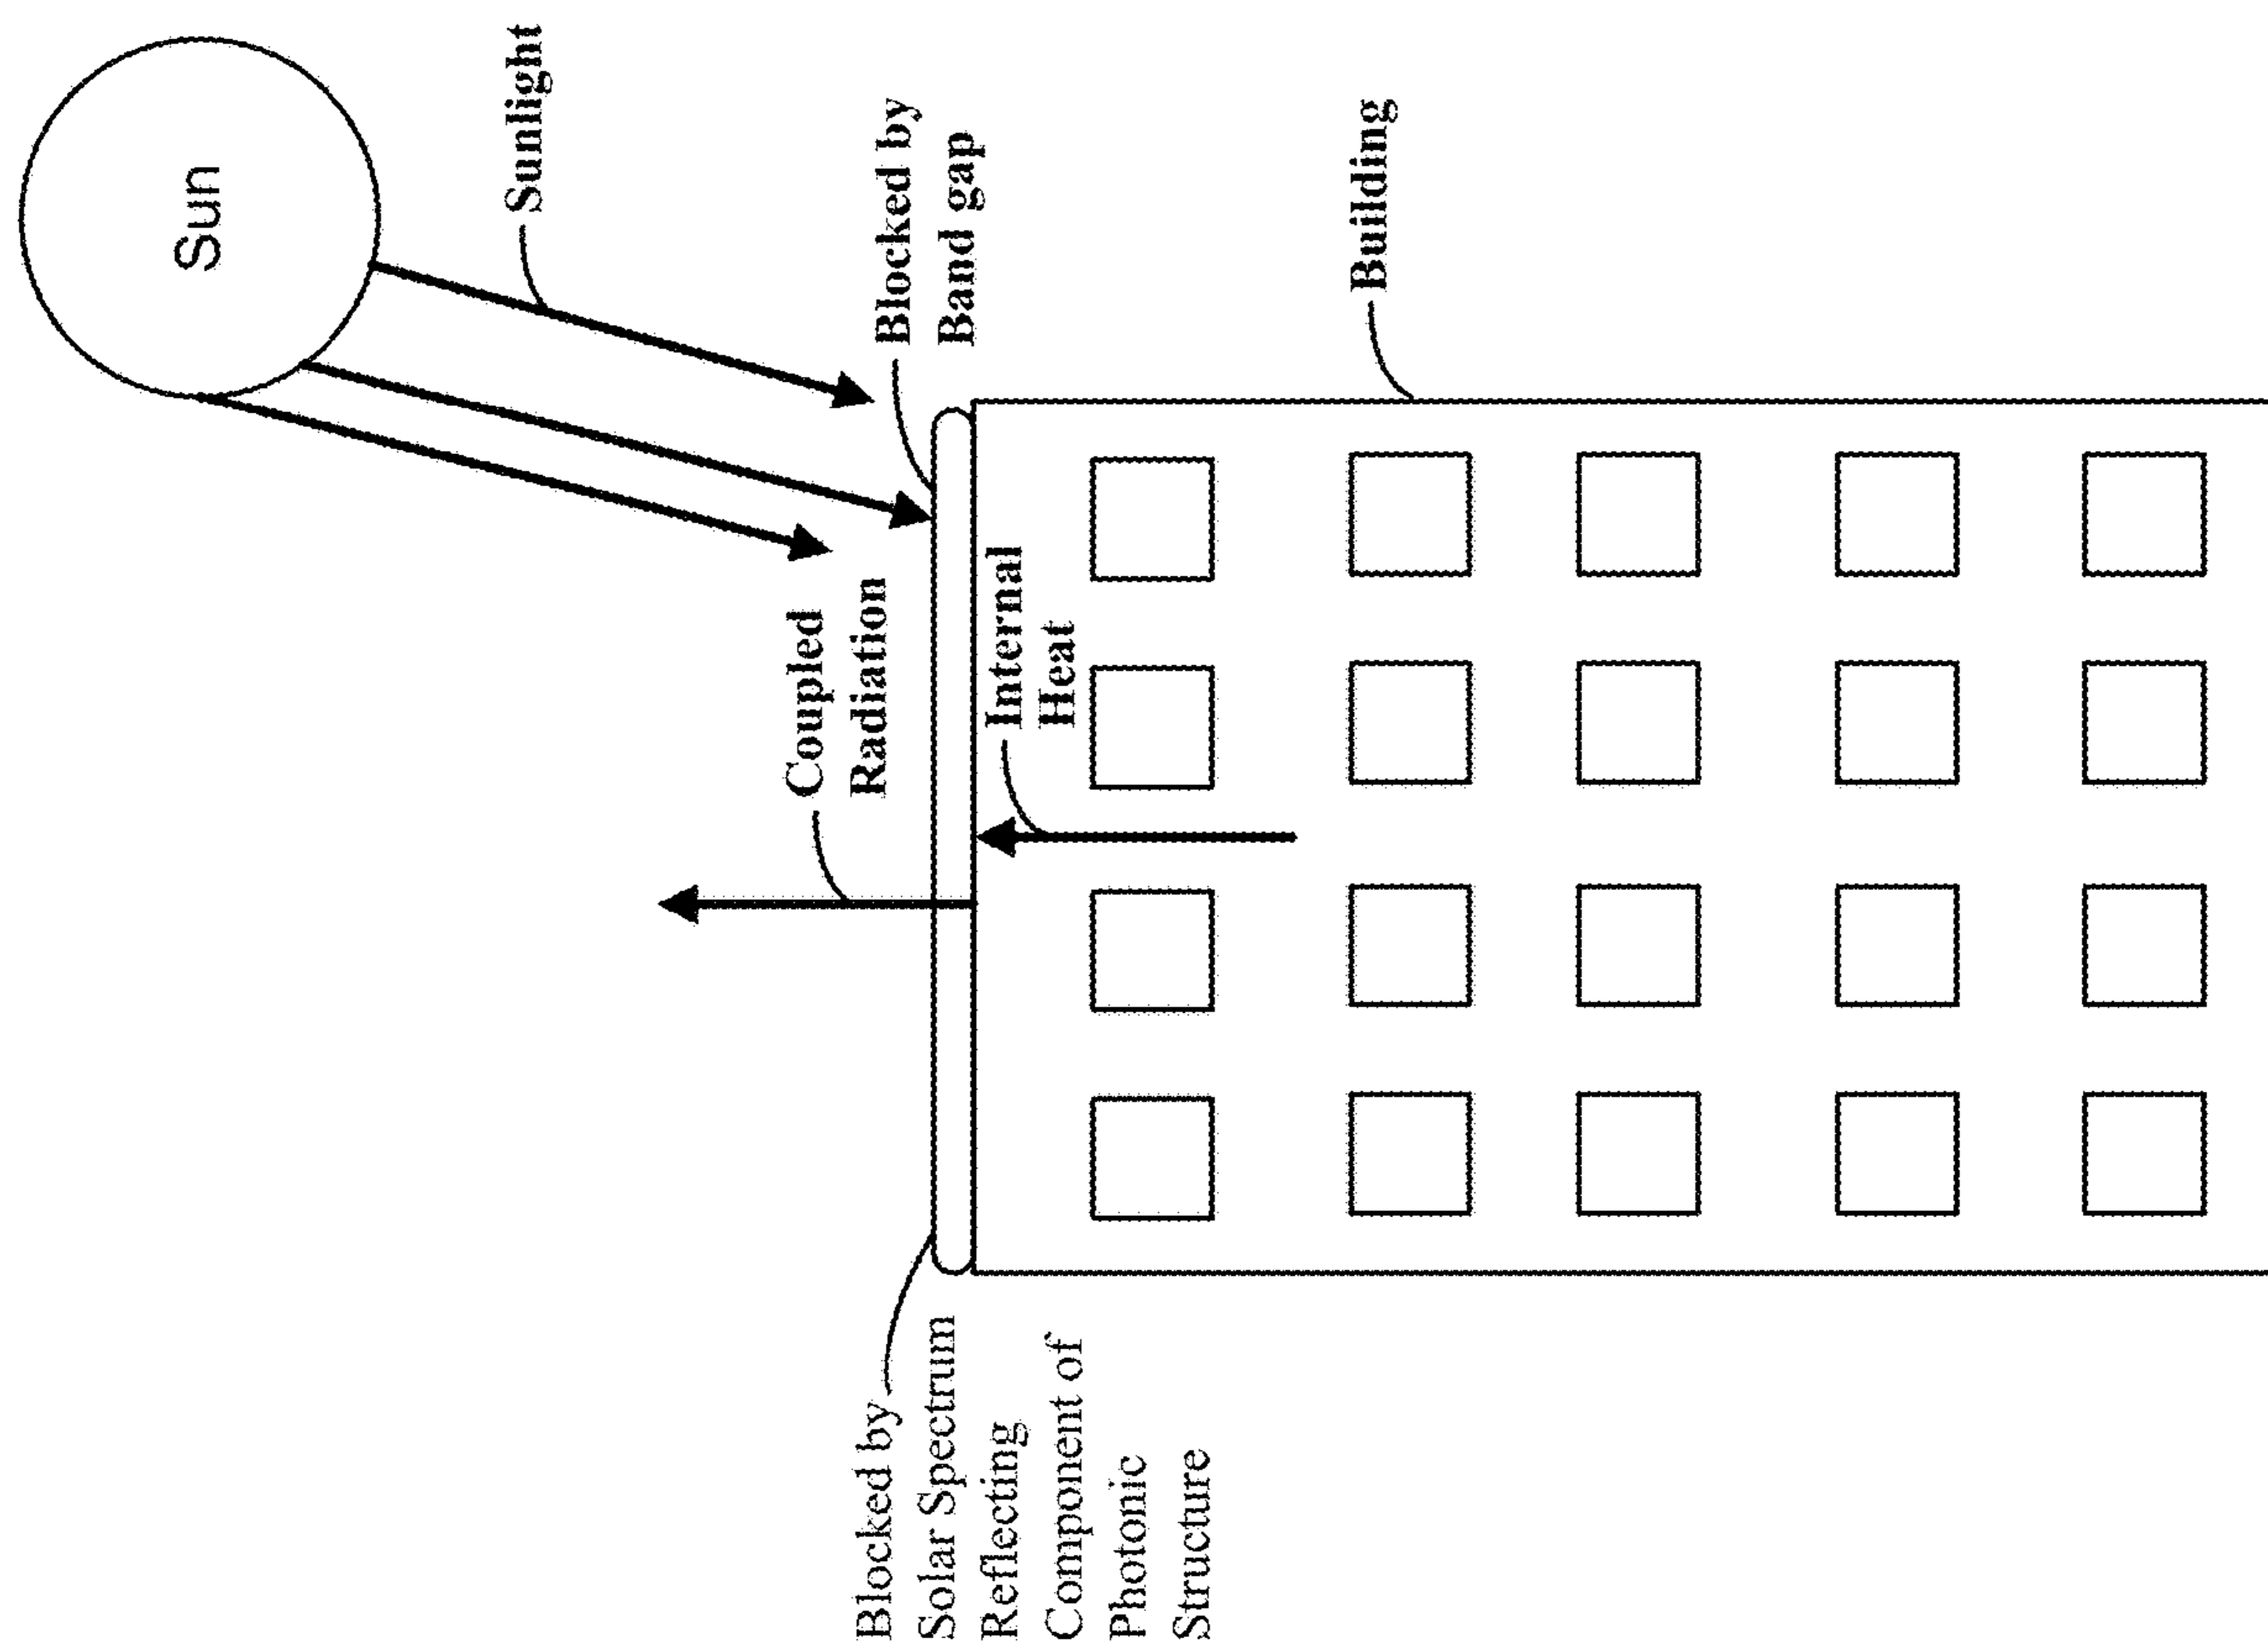 Sun
Sunlight
Blocked by
Band gap
Coupled
Radiation
Internal
Heat
Building
Blocked by
Solar Spectrum
Reflecting
Component of
Photonic
Structure